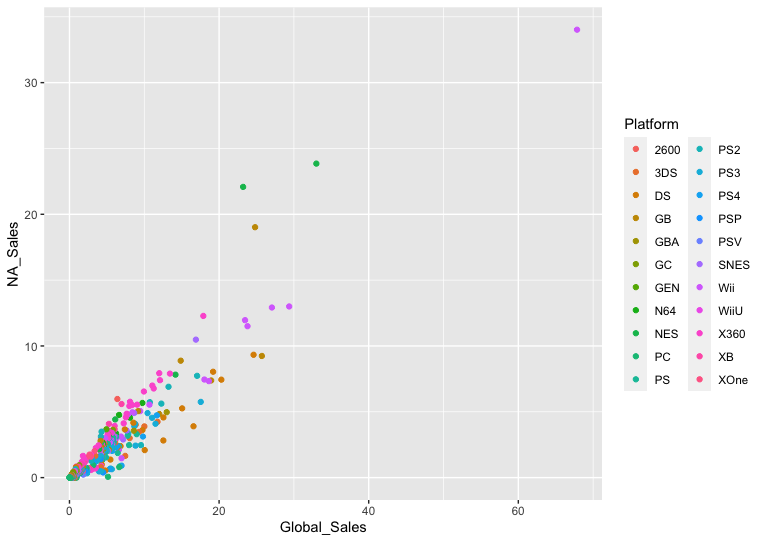 30
20
10
0
NA_Sales
0
20
40
60
Global_Sales
Platform
2600
3DS
DS
GB
GBA
GC
GEN
N64
NES
PC
PS
PS2
PS3
PS4
PSP
PSV
SNES
Wii
WiiU
X360
XB
XOne